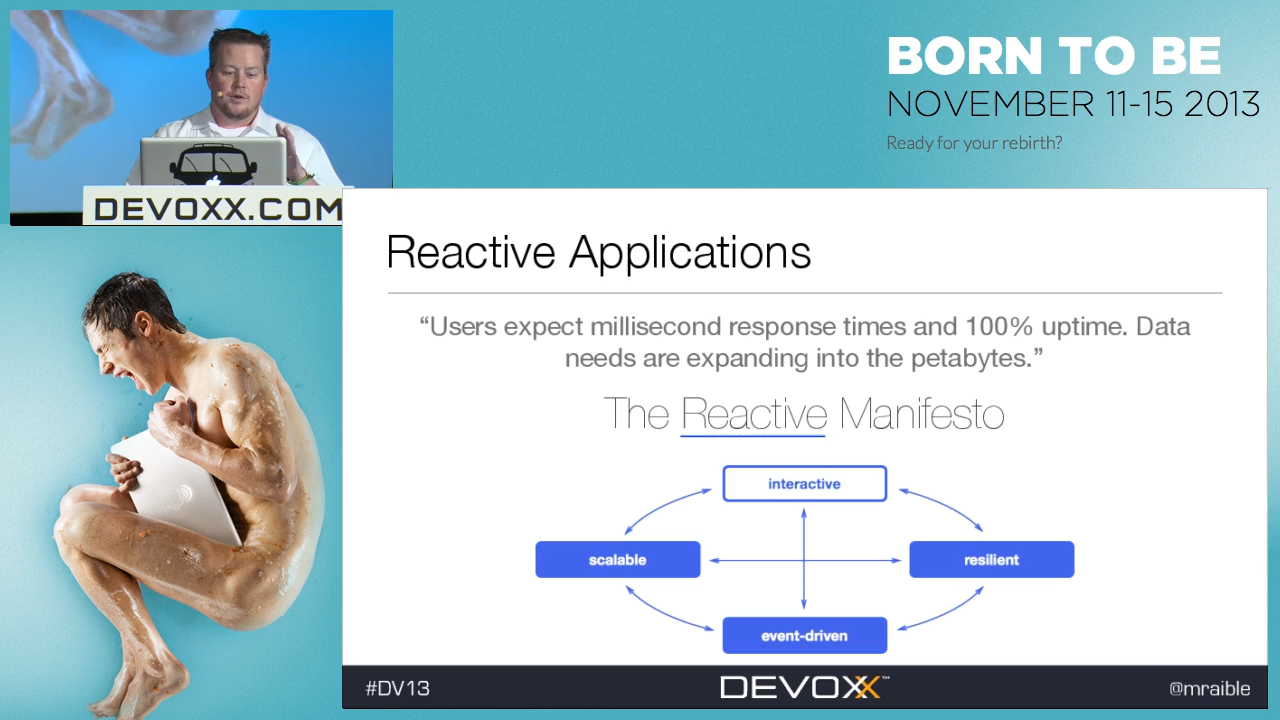 BORN TO BE
NOVEMBER 11-15 2013
Ready for your rebirth?
DEVOXX.COM
Reactive Applications
“Users expect millisecond response times and 100% uptime. Data
needs are expanding into the petabytes.”
The Reactive Manifesto
interactive
scalable
resilient
event-driven
#DV13
DEVOXX™
@mraible